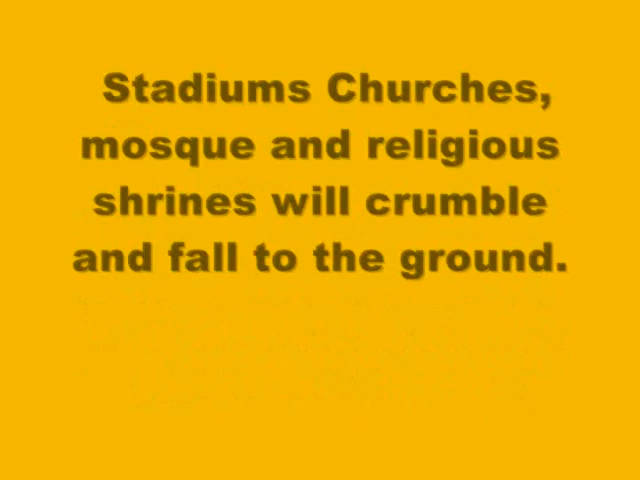 Stadiums Churches,
mosque and religious
shrines will crumble
and fall to the ground.